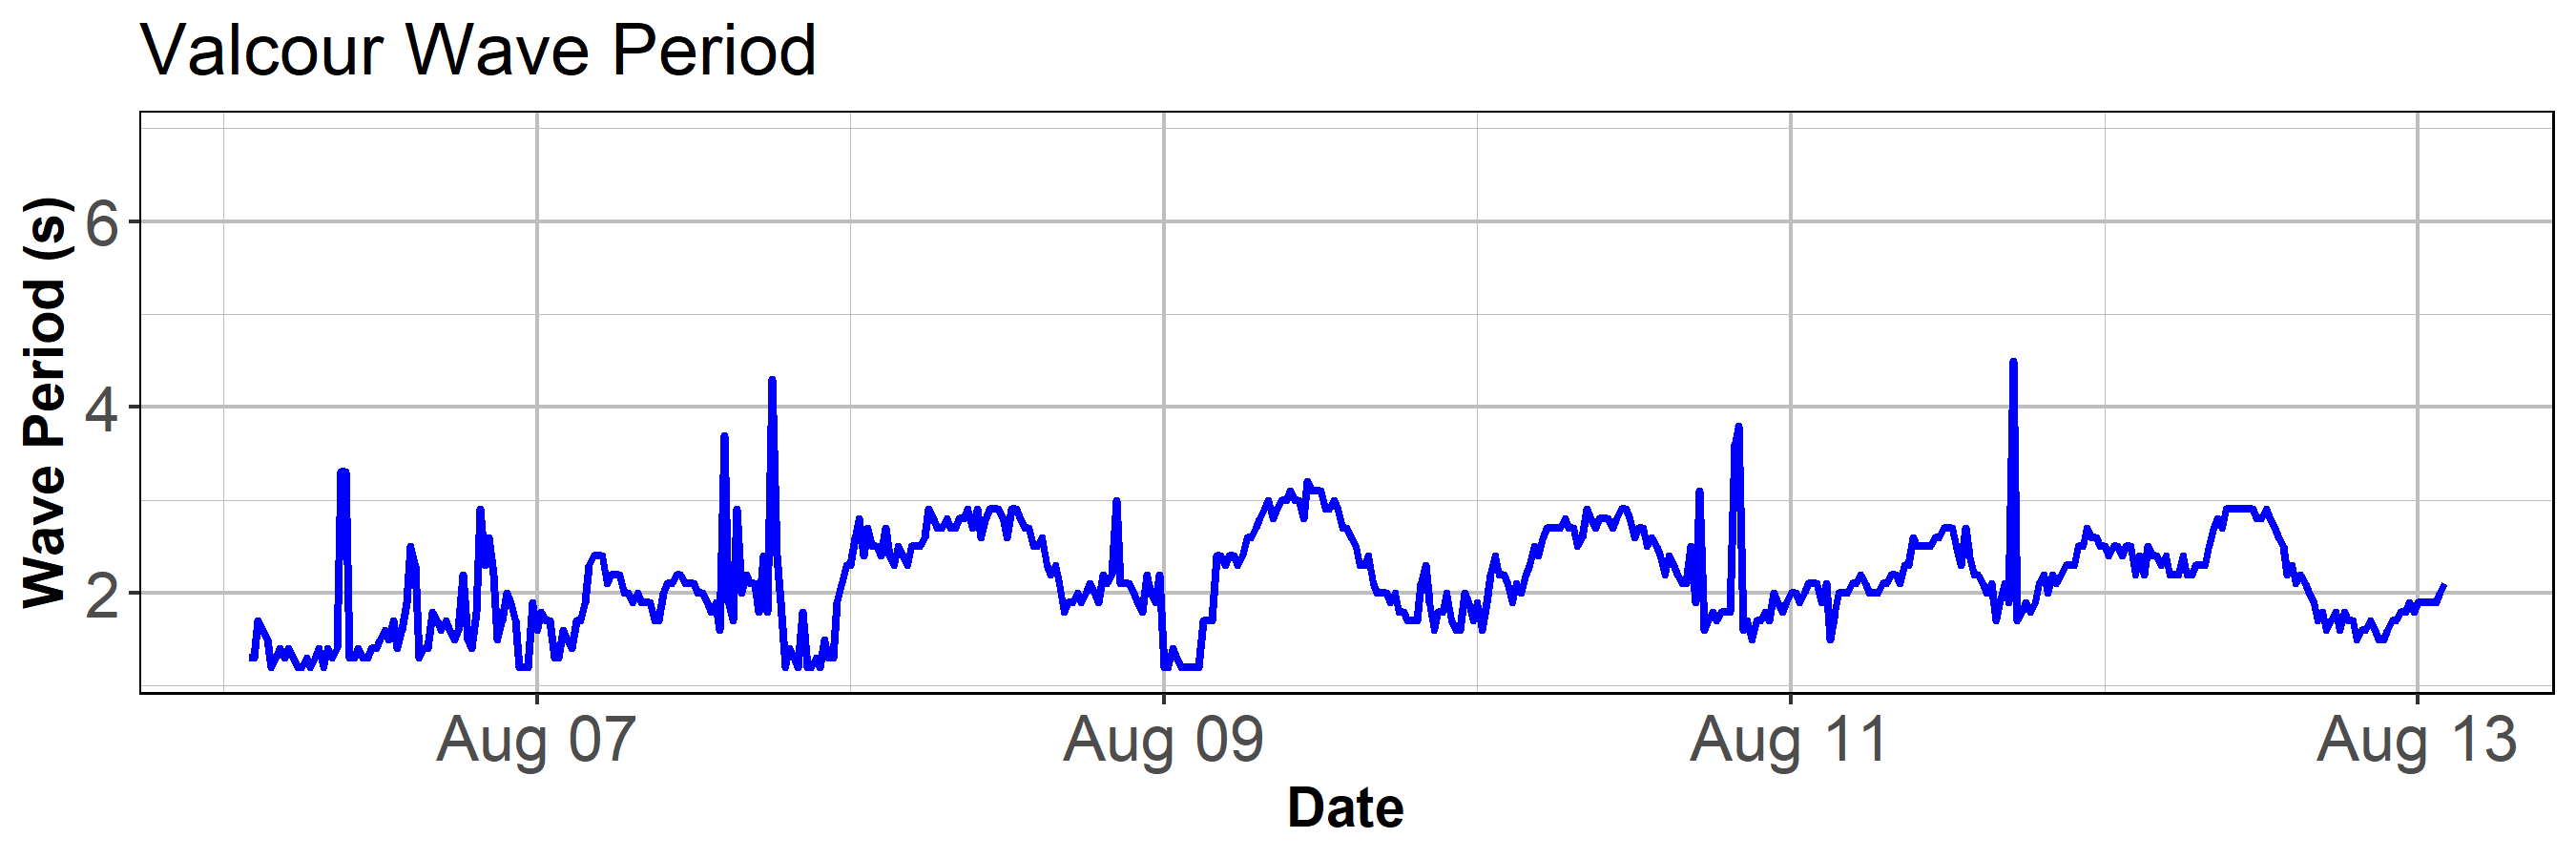 Valcour Wave Period
Wave Period (s)
6
4
2
Aug 07 Aug 09 Aug 11 Aug 13
Date